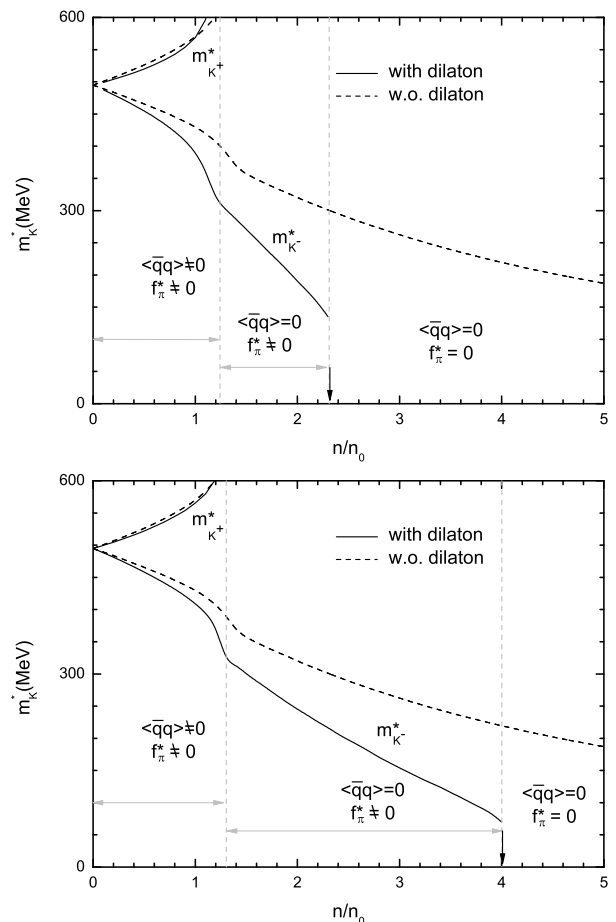 600
m*K+
with dilaton
w.o. dilaton
m*K(MeV)
300
m*K-
<q̄q>≠0
f*π ≠ 0
<q̄q>=0
f*π ≠ 0
<q̄q>=0
f*π = 0
0
0 1 2 3 4 5
n/n0
600
m*K+
with dilaton
w.o. dilaton
m*K(MeV)
300
m*K-
<q̄q>≠0
f*π ≠ 0
<q̄q>=0
f*π ≠ 0
<q̄q>=0
f*π = 0
0
0 1 2 3 4 5
n/n0